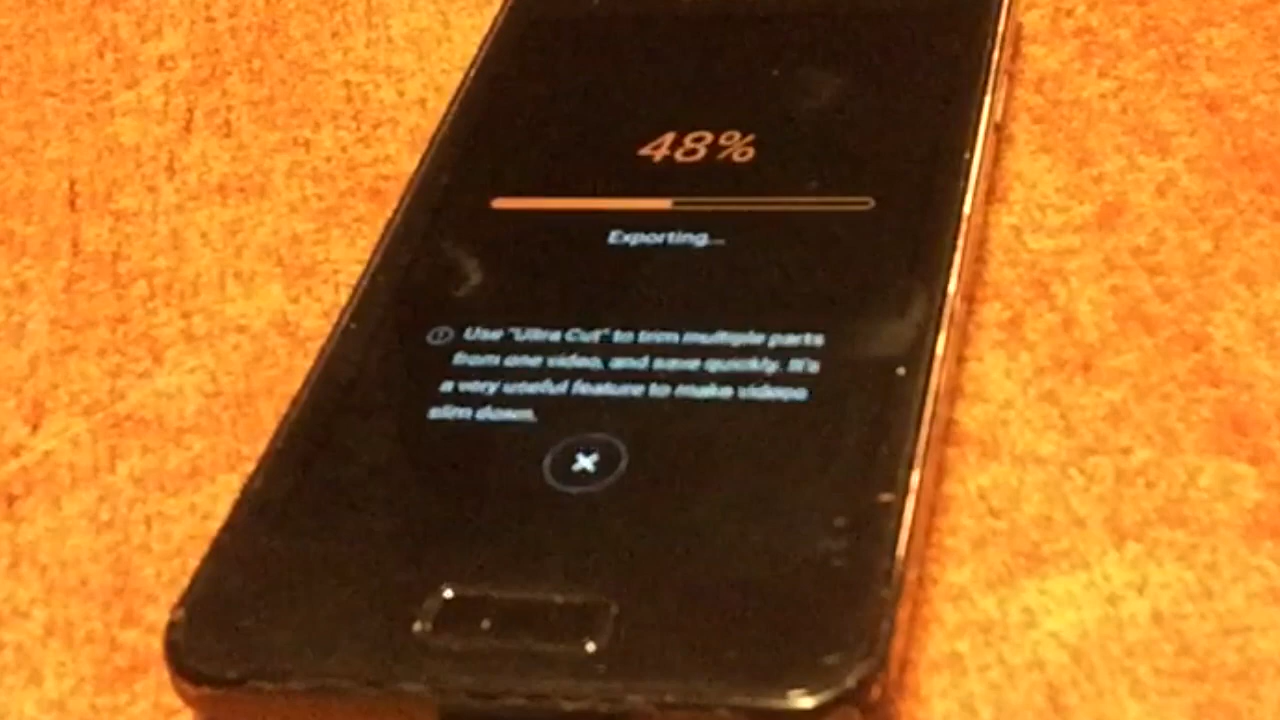 48%
Exporting...
Use "Ultra Cut" to trim multiple parts
from one video, and save quickly. It's
a very useful feature to make videos
slim down.